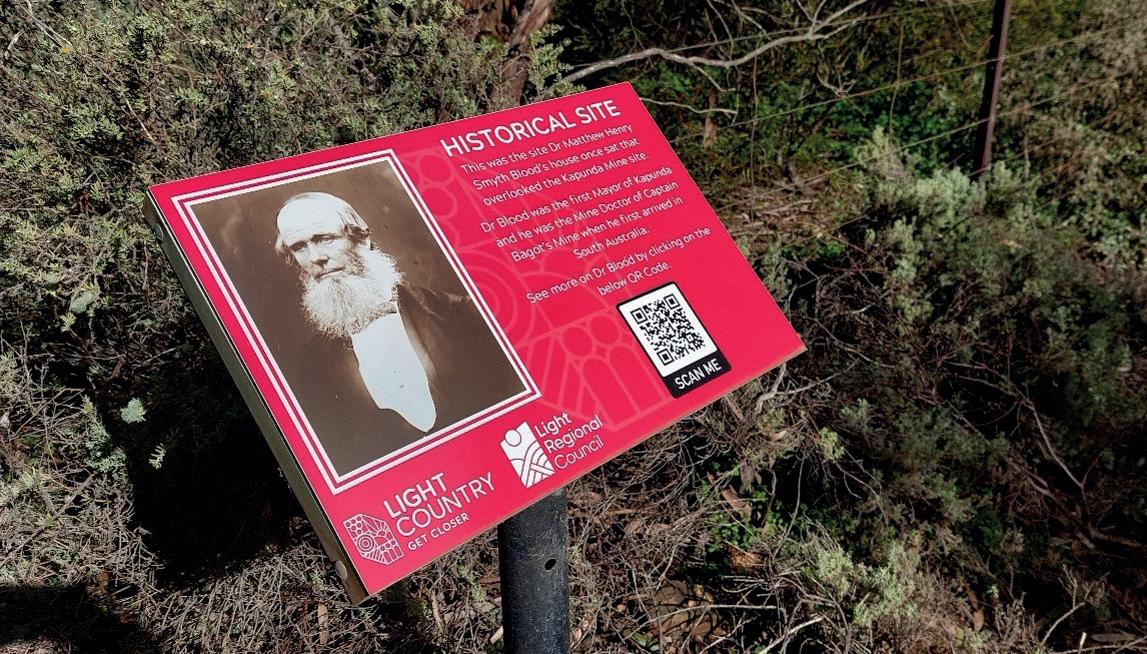 HISTORICAL SITE
This was the site Dr Matthew Henry
Smyth Blood's house once sat that
overlooked the Kapunda Mine site.
Dr Blood was the first Mayor of Kapunda
and he was the Mine Doctor of Captain
Bagot's Mine when he first arrived in
South Australia.
See more on Dr Blood by clicking on the
below QR Code.
SCAN ME
Light
Regional
Council
LIGHT
COUNTRY
GET CLOSER